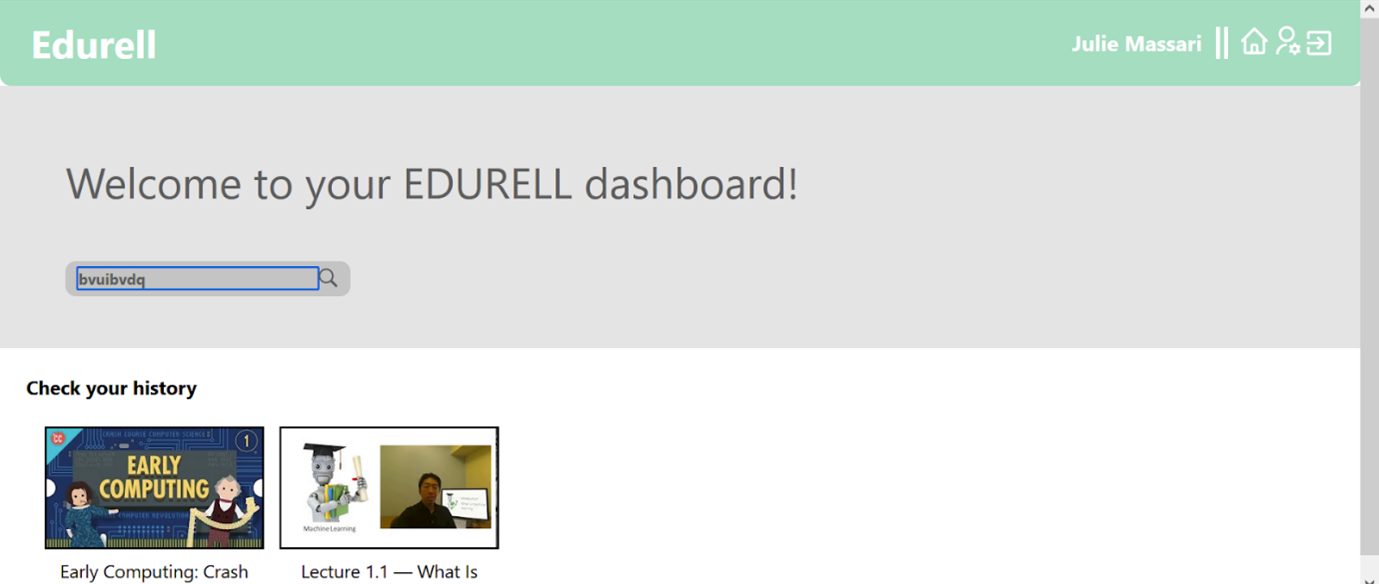 Edurell
Julie Massari
Welcome to your EDURELL dashboard!
bvuibvdq
Check your history
CRASH COURSE COMPUTER SCIENCE
1
EARLY
COMPUTING
Machine Learning
Early Computing: Crash
Lecture 1.1 — What Is